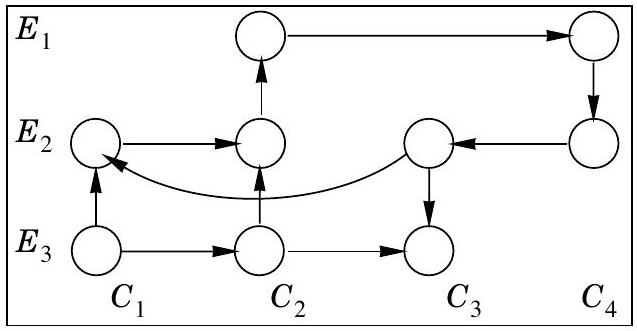 E₁
E₂
E₃
C₁ C₂ C₃ C₄